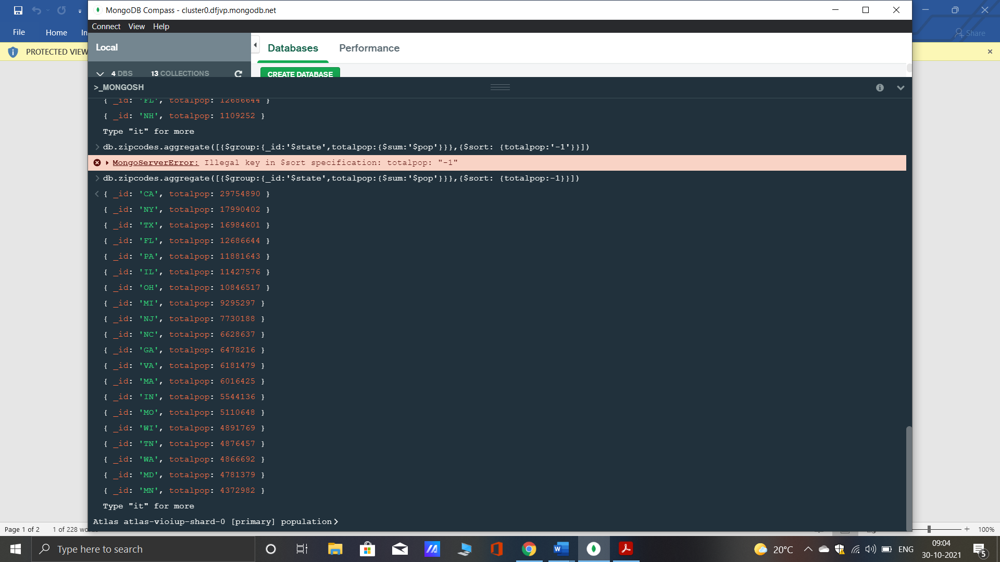 MongoDB Compass - cluster0.dfjvp.mongodb.net
Connect View Help
File Home In
Share
Local
Databases Performance
PROTECTED VIEW
4 DBS 13 COLLECTIONS
CREATE DATABASE
>_MONGOSH
{ _id: 'FL', totalpop: 12686644 }
{ _id: 'NH', totalpop: 1109252 }
Type "it" for more
> db.zipcodes.aggregate([{$group:{_id:'$state',totalpop:{$sum:'$pop'}}},{$sort: {totalpop:'-1'}}])
MongoServerError: Illegal key in $sort specification: totalpop: "-1"
> db.zipcodes.aggregate([{$group:{_id:'$state',totalpop:{$sum:'$pop'}}},{$sort: {totalpop:-1}}])
< { _id: 'CA', totalpop: 29754890 }
{ _id: 'NY', totalpop: 17990402 }
{ _id: 'TX', totalpop: 16984601 }
{ _id: 'FL', totalpop: 12686644 }
{ _id: 'PA', totalpop: 11881643 }
{ _id: 'IL', totalpop: 11427576 }
{ _id: 'OH', totalpop: 10846517 }
{ _id: 'MI', totalpop: 9295297 }
{ _id: 'NJ', totalpop: 7730188 }
{ _id: 'NC', totalpop: 6628637 }
{ _id: 'GA', totalpop: 6478216 }
{ _id: 'VA', totalpop: 6181479 }
{ _id: 'MA', totalpop: 6016425 }
{ _id: 'IN', totalpop: 5544136 }
{ _id: 'MO', totalpop: 5110648 }
{ _id: 'WI', totalpop: 4891769 }
{ _id: 'TN', totalpop: 4876457 }
{ _id: 'WA', totalpop: 4866692 }
{ _id: 'MD', totalpop: 4781379 }
{ _id: 'MN', totalpop: 4372982 }
Type "it" for more
Atlas atlas-vioiup-shard-0 [primary] population>
Page 1 of 2 1 of 228 wo
100%
Type here to search
20°C ENG
09:04
30-10-2021
5